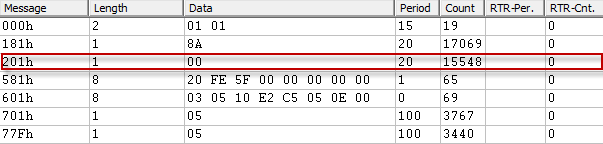 Message Length Data Period Count RTR-Per. RTR-Cnt.
000h 2 01 01 15 19 0
181h 1 8A 20 17069 0
201h 1 00 20 15548 0
581h 8 20 FE 5F 00 00 00 00 00 1 65 0
601h 8 03 05 10 E2 C5 05 0E 00 0 69 0
701h 1 05 100 3767 0
77Fh 1 05 100 3440 0